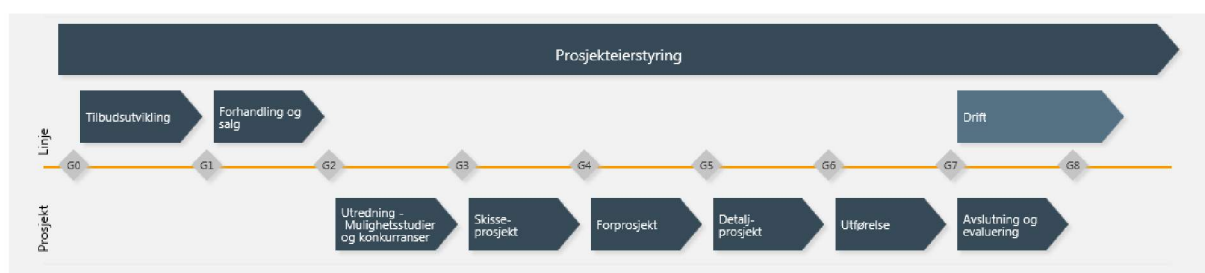 Prosjekteierstyring
Linje
Tilbudsutvikling
Forhandling og
salg
Drift
G0
G1
G2
G3
G4
G5
G6
G7
G8
Prosjekt
Utredning -
Mulighetsstudier
og konkurranser
Skisse-
prosjekt
Forprosjekt
Detalj-
prosjekt
Utførelse
Avslutning og
evaluering